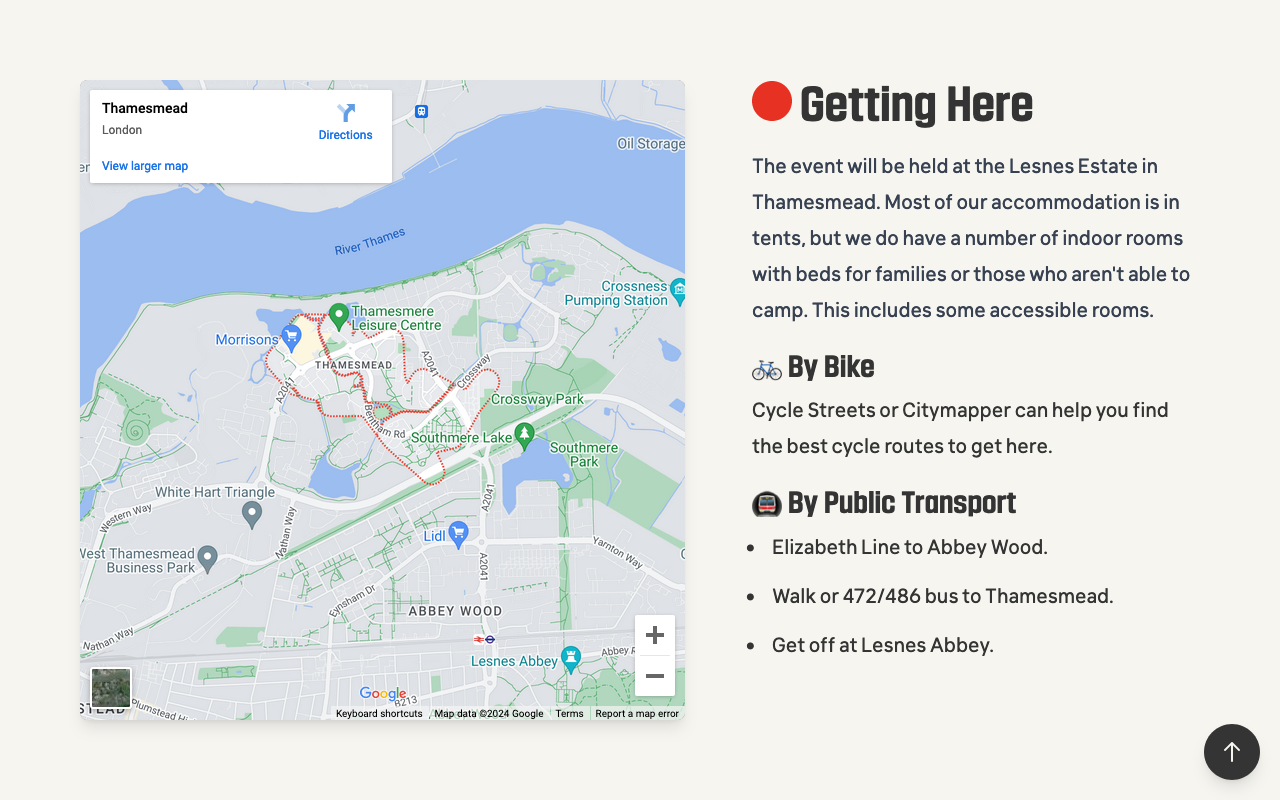 Thamesmead
London
Directions
View larger map
Oil Storage
River Thames
Crossness
Pumping Station
Thamesmere
Leisure Centre
Morrisons
THAMESMEAD
A2041
A2041
Crossway
Crossway Park
Bentham Rd
Southmere Lake
Southmere
Park
White Hart Triangle
A2041
Western Way
Nathan Way
Lidl
West Thamesmead
Business Park
Yarnton Way
A2041
Eynsham Dr
ABBEY WOOD
Nathan Way
Lesnes Abbey
Abbey R
Plumstead Hi
STEAD
Google
B213
Keyboard shortcuts
Map data ©2024 Google
Terms
Report a map error
Getting Here
The event will be held at the Lesnes Estate in
Thamesmead. Most of our accommodation is in
tents, but we do have a number of indoor rooms
with beds for families or those who aren't able to
camp. This includes some accessible rooms.
By Bike
Cycle Streets or Citymapper can help you find
the best cycle routes to get here.
By Public Transport
Elizabeth Line to Abbey Wood.
Walk or 472/486 bus to Thamesmead.
Get off at Lesnes Abbey.